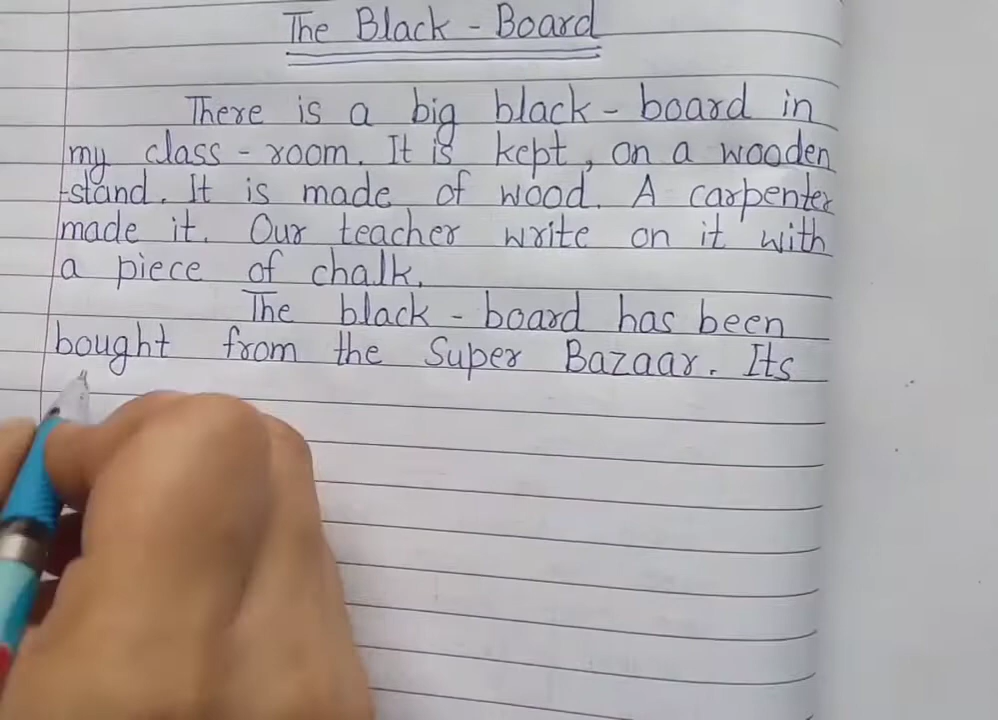 The Black - Board
There is a big black - board in
my class - room. It is kept, on a wooden
stand. It is made of wood. A carpenter
made it. Our teacher write on it with
a piece of chalk.
The black - board has been
bought from the Super Bazaar. Its